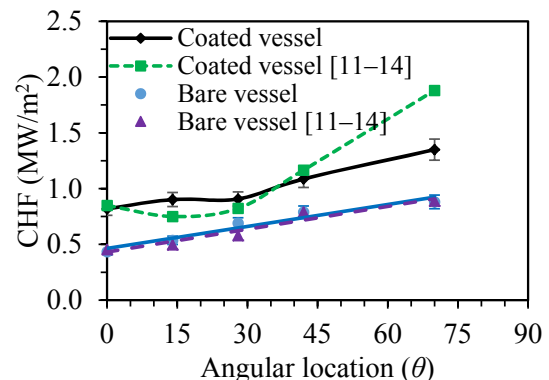 Coated vessel
Coated vessel [11–14]
Bare vessel
Bare vessel [11–14]
CHF (MW/m²)
2.5
2.0
1.5
1.0
0.5
0.0
0 15 30 45 60 75 90
Angular location (θ)